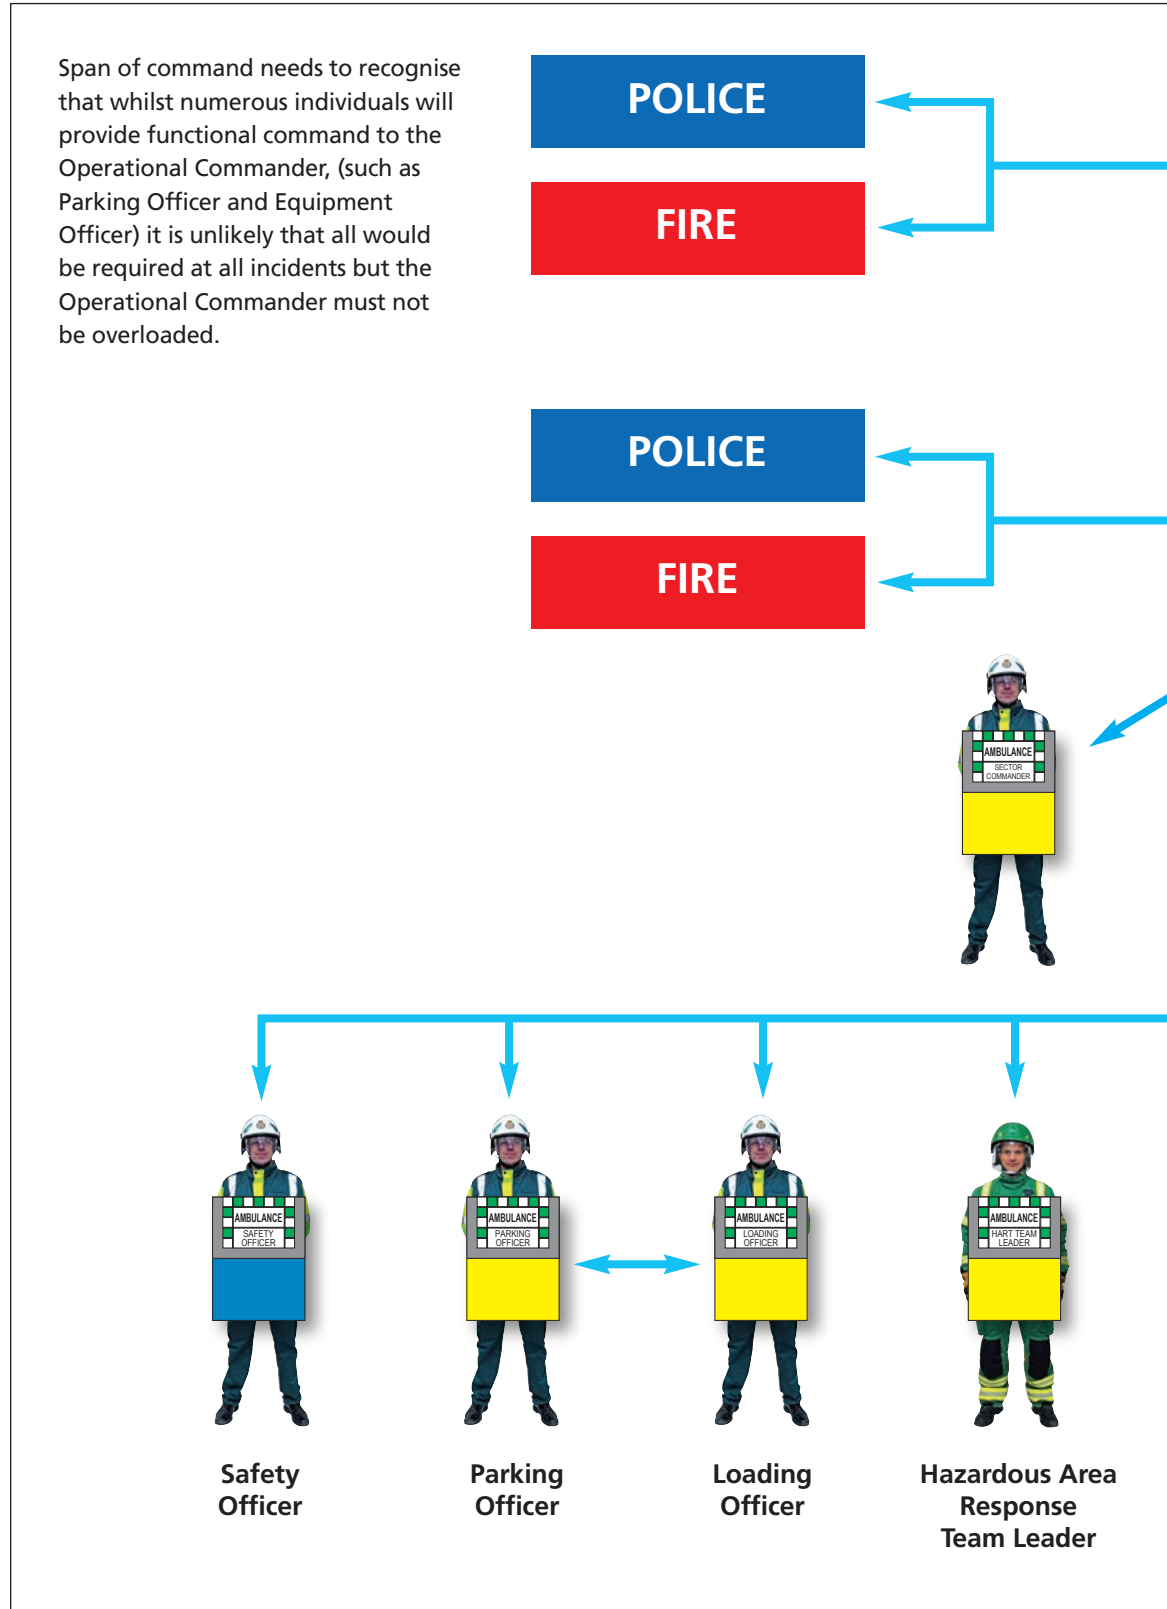 Span of command needs to recognise
that whilst numerous individuals will
provide functional command to the
Operational Commander, (such as
Parking Officer and Equipment
Officer) it is unlikely that all would
be required at all incidents but the
Operational Commander must not
be overloaded.
POLICE
FIRE
POLICE
FIRE
AMBULANCE
SECTOR
COMMANDER
AMBULANCE
SAFETY
OFFICER
AMBULANCE
PARKING
OFFICER
AMBULANCE
LOADING
OFFICER
AMBULANCE
HART TEAM
LEADER
Safety
Officer
Parking
Officer
Loading
Officer
Hazardous Area
Response
Team Leader